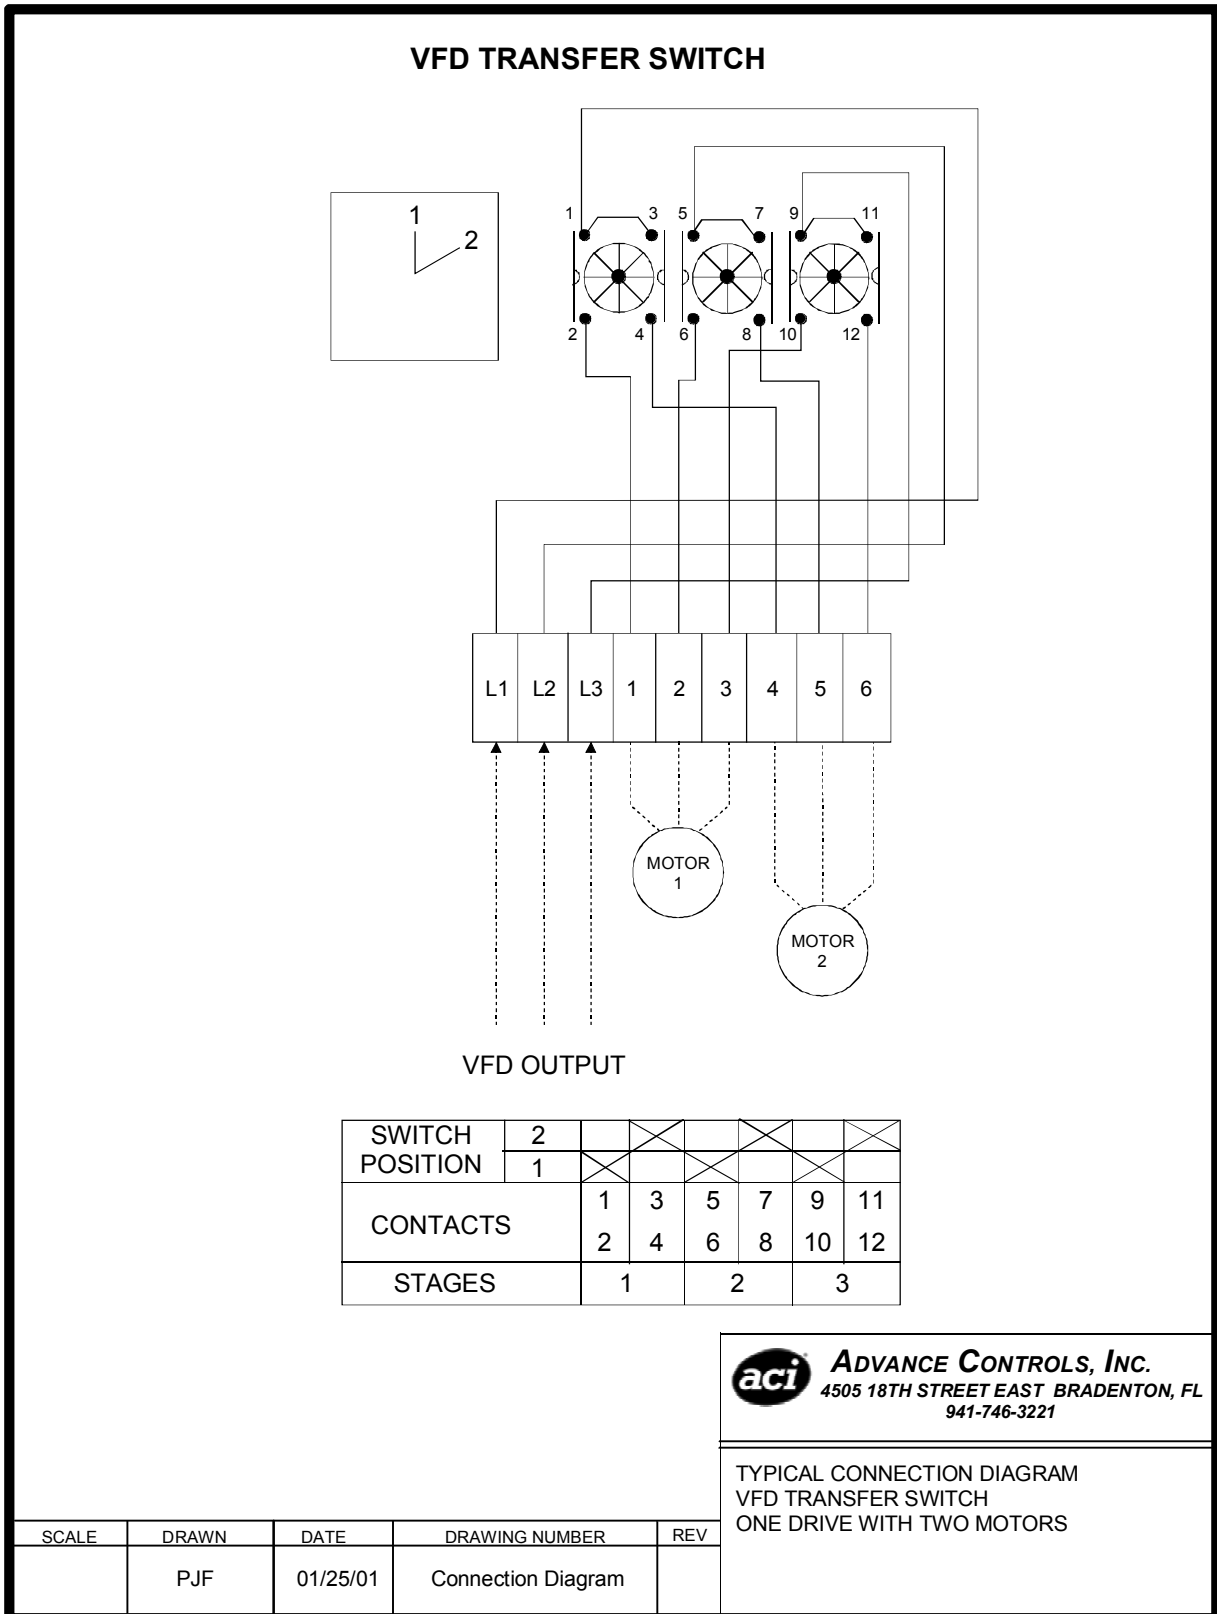 VFD TRANSFER SWITCH
1
2
1 3 5 7 9 11
2 4 6 8 10 12
L1 L2 L3 1 2 3 4 5 6
MOTOR
1
MOTOR
2
VFD OUTPUT
SWITCH POSITION 2
1
CONTACTS 1 3 5 7 9 11
2 4 6 8 10 12
STAGES 1 2 3
aci
ADVANCE CONTROLS, INC.
4505 18TH STREET EAST BRADENTON, FL
941-746-3221
TYPICAL CONNECTION DIAGRAM
VFD TRANSFER SWITCH
ONE DRIVE WITH TWO MOTORS
SCALE DRAWN DATE DRAWING NUMBER REV
PJF 01/25/01 Connection Diagram